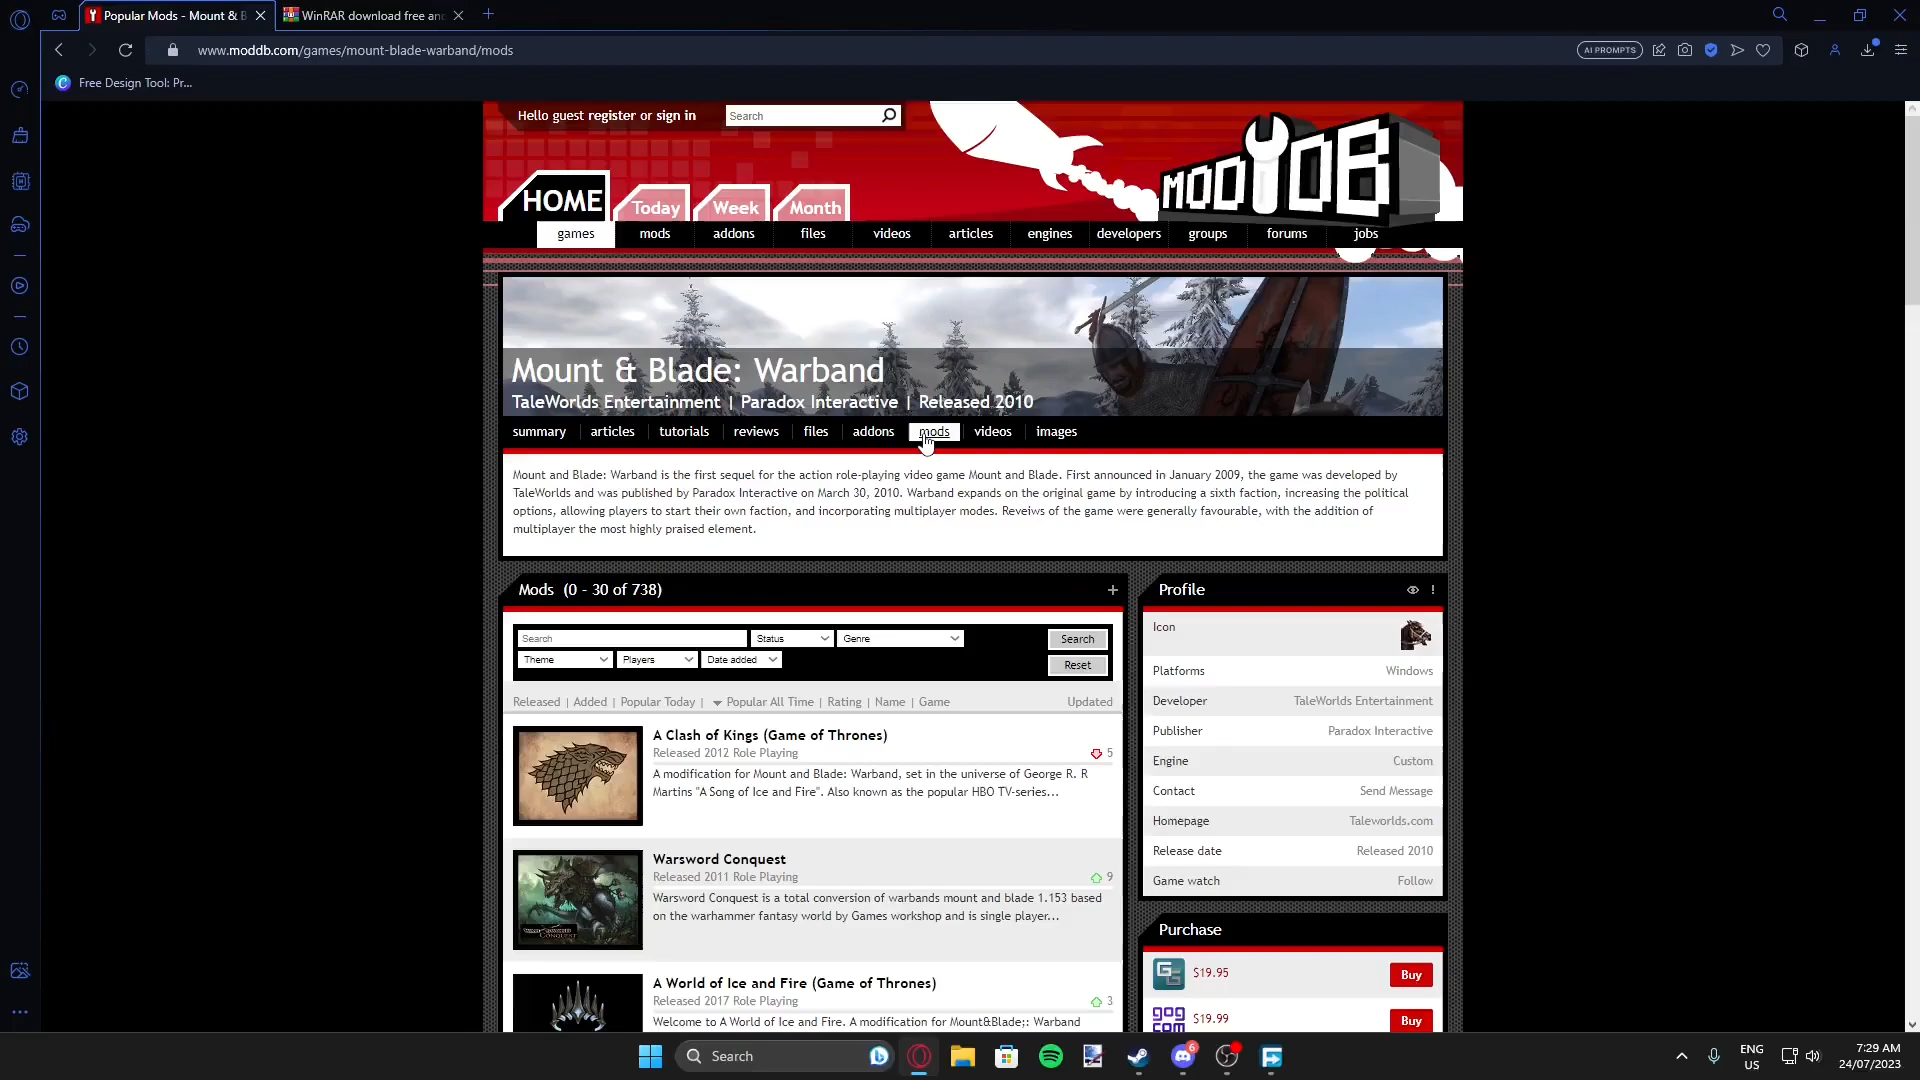 Popular Mods - Mount & B
WinRAR download free and
www.moddb.com/games/mount-blade-warband/mods
AI PROMPTS
Free Design Tool: Pr...
Hello guest register or sign in
Search
MODDB
HOME
Today
Week
Month
games
mods
addons
files
videos
articles
engines
developers
groups
forums
jobs
Mount & Blade: Warband
TaleWorlds Entertainment | Paradox Interactive | Released 2010
summary
articles
tutorials
reviews
files
addons
mods
videos
images
Mount and Blade: Warband is the first sequel for the action role-playing video game Mount and Blade. First announced in January 2009, the game was developed by
TaleWorlds and was published by Paradox Interactive on March 30, 2010. Warband expands on the original game by introducing a sixth faction, increasing the political
options, allowing players to start their own faction, and incorporating multiplayer modes. Reveiws of the game were generally favourable, with the addition of
multiplayer the most highly praised element.
Mods (0 - 30 of 738)
+
Search
Status
Genre
Search
Theme
Players
Date added
Reset
Released | Added | Popular Today | Popular All Time | Rating | Name | Game
Updated
A Clash of Kings (Game of Thrones)
Released 2012 Role Playing
5
A modification for Mount and Blade: Warband, set in the universe of George R. R
Martins "A Song of Ice and Fire". Also known as the popular HBO TV-series...
Warsword Conquest
Released 2011 Role Playing
9
Warsword Conquest is a total conversion of warbands mount and blade 1.153 based
on the warhammer fantasy world by Games workshop and is single player...
A World of Ice and Fire (Game of Thrones)
Released 2017 Role Playing
3
Welcome to A World of Ice and Fire. A modification for Mount&Blade;: Warband
Profile
!
Icon
Platforms
Windows
Developer
TaleWorlds Entertainment
Publisher
Paradox Interactive
Engine
Custom
Contact
Send Message
Homepage
Taleworlds.com
Release date
Released 2010
Game watch
Follow
Purchase
$19.95
Buy
GOG
COM
$19.99
Buy
Search
6
ENG
US
7:29 AM
24/07/2023